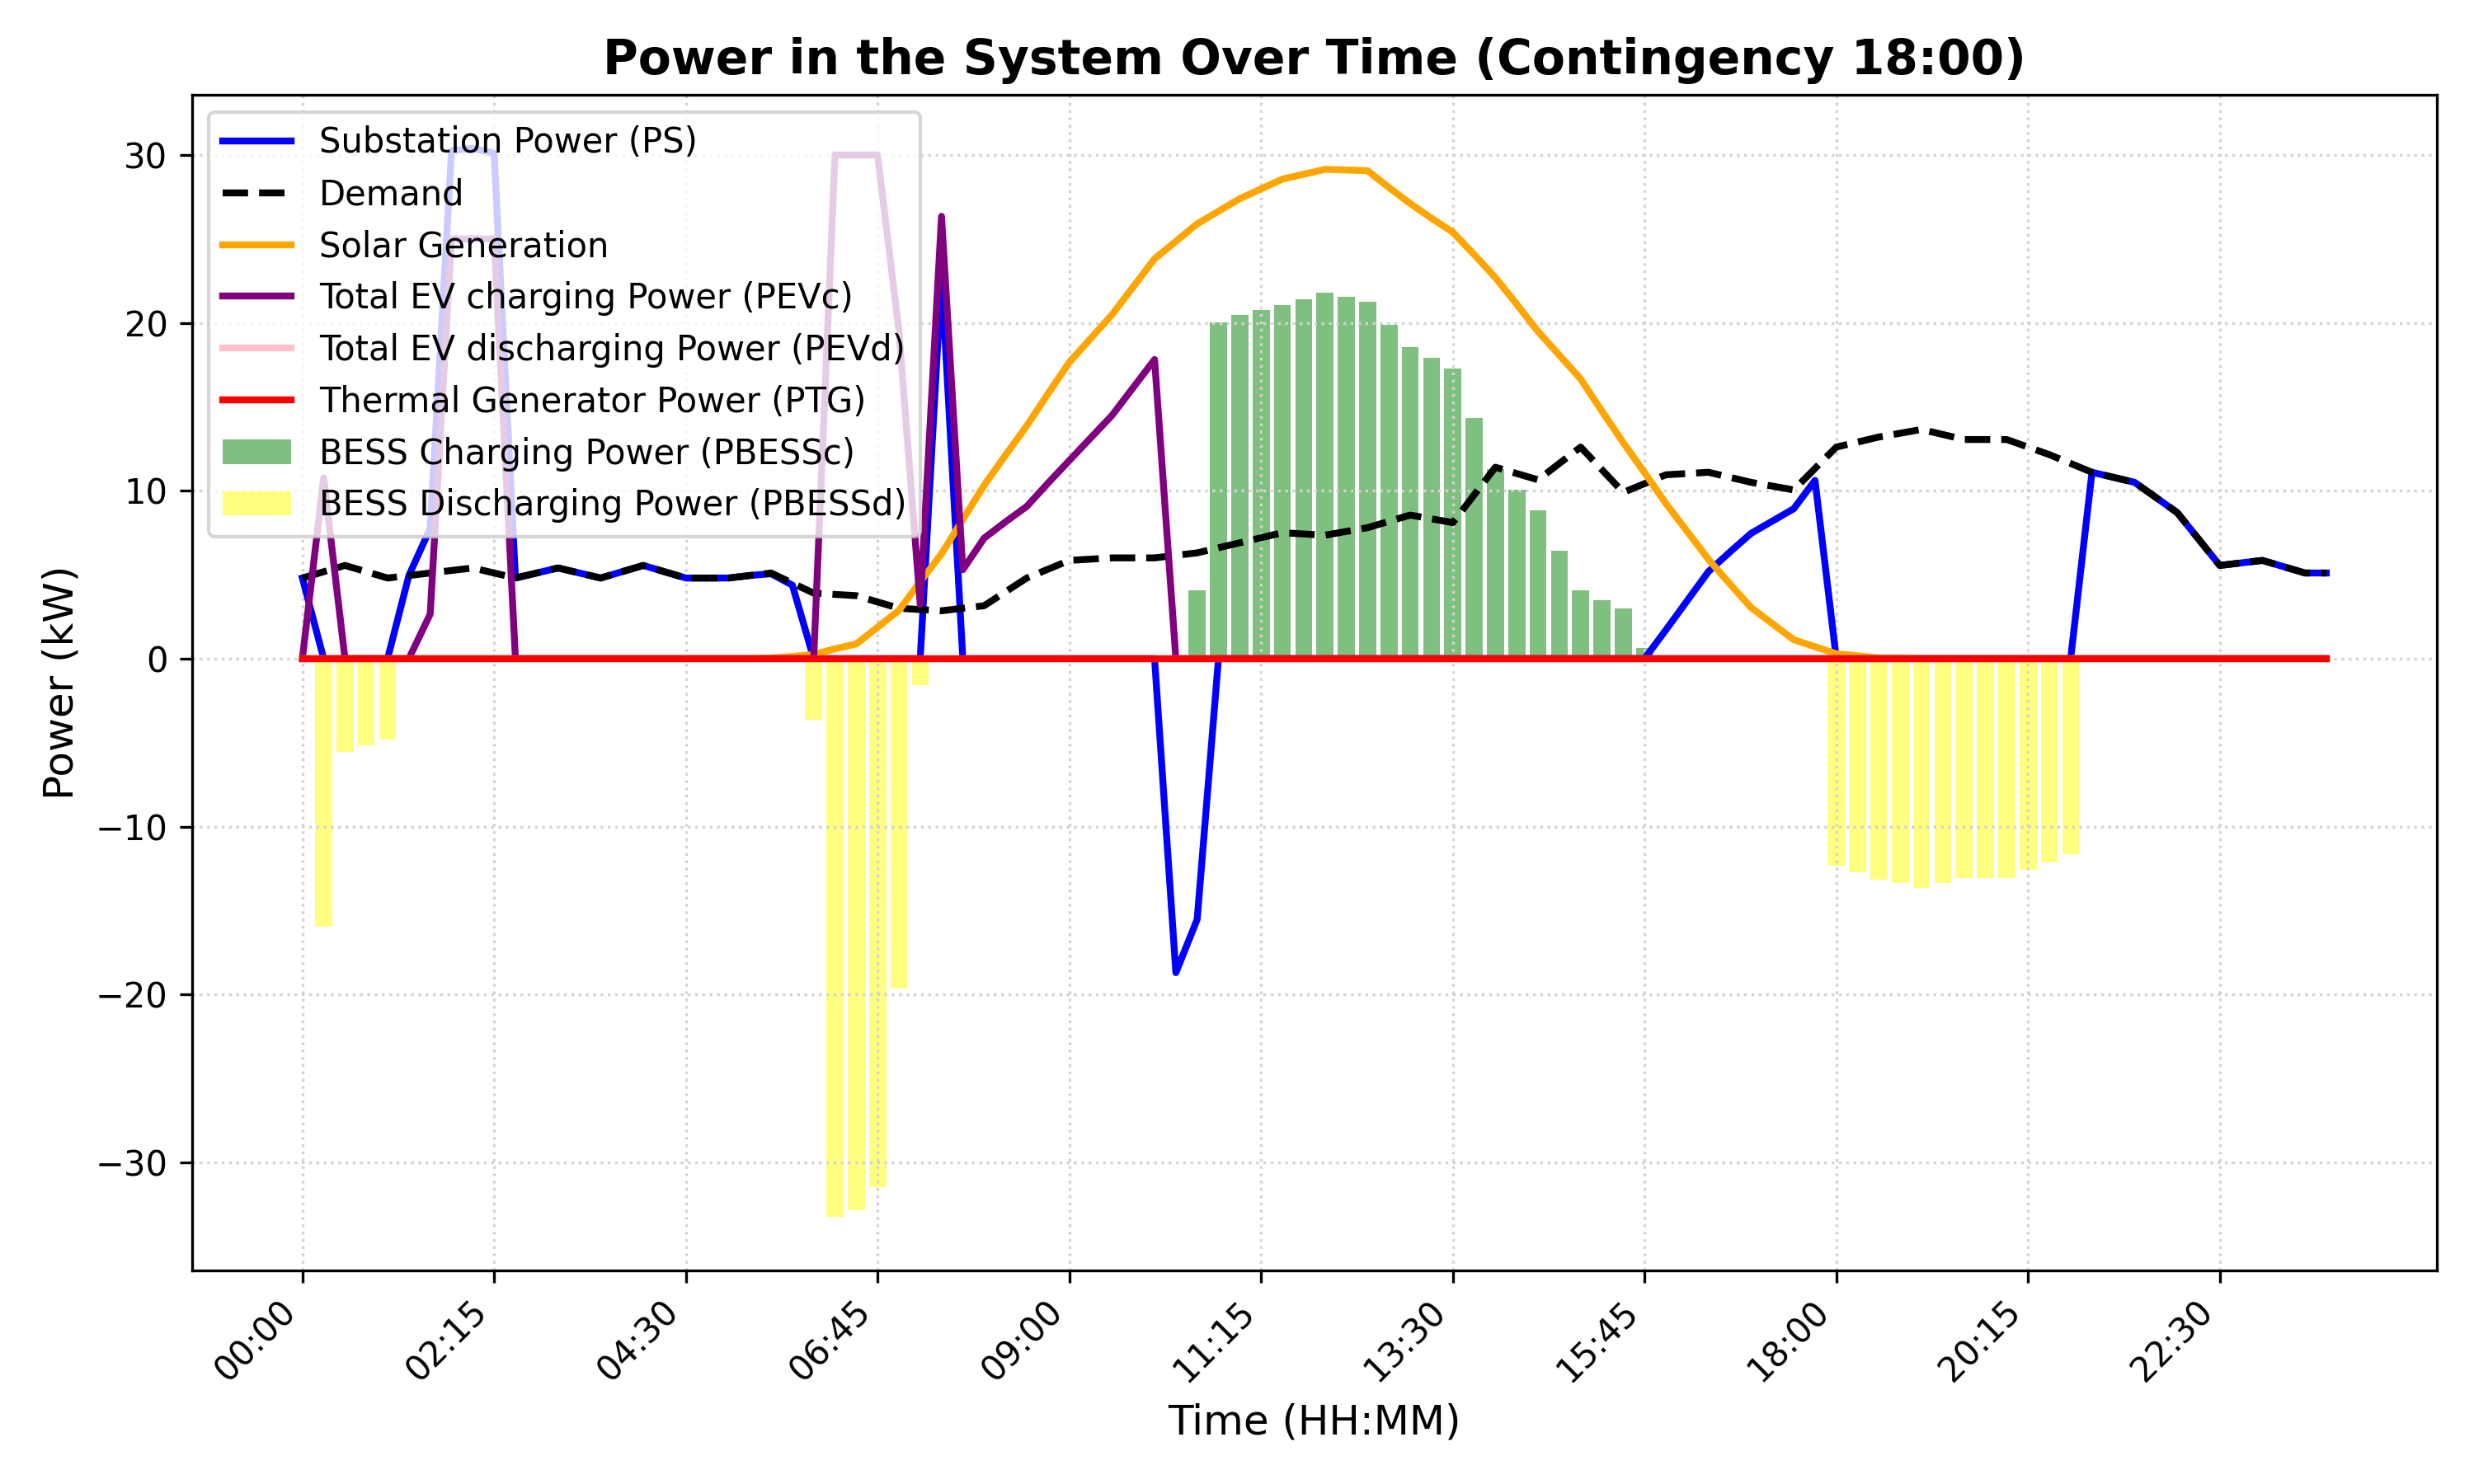 Power in the System Over Time (Contingency 18:00)
Substation Power (PS)
Demand
Solar Generation
Total EV charging Power (PEVc)
Total EV discharging Power (PEVd)
Thermal Generator Power (PTG)
BESS Charging Power (PBESSc)
BESS Discharging Power (PBESSd)
Power (kW)
30
20
10
0
−10
−20
−30
00:00
02:15
04:30
06:45
09:00
11:15
13:30
15:45
18:00
20:15
22:30
Time (HH:MM)